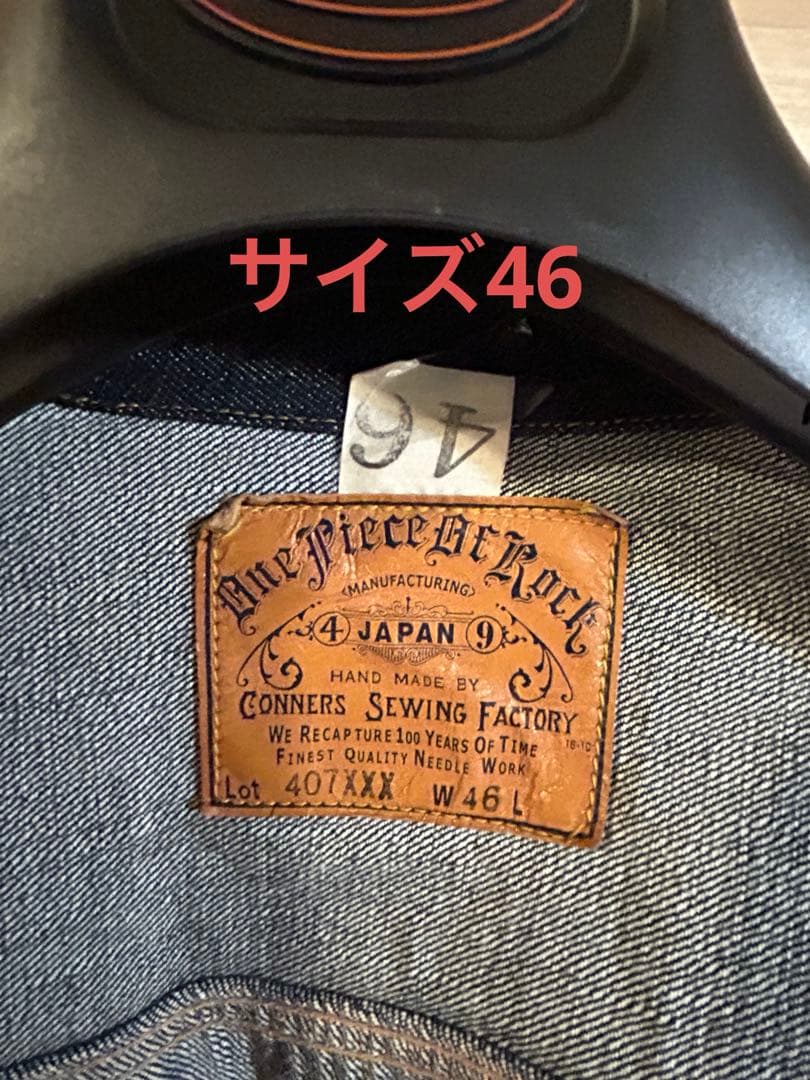 サイズ46
46
One Piece Of Rock
MANUFACTURING
4 JAPAN 9
HAND MADE BY
CONNERS SEWING FACTORY
WE RECAPTURE 100 YEARS OF TIME
FINEST QUALITY NEEDLE WORK
Lot 407XXX W 46 L